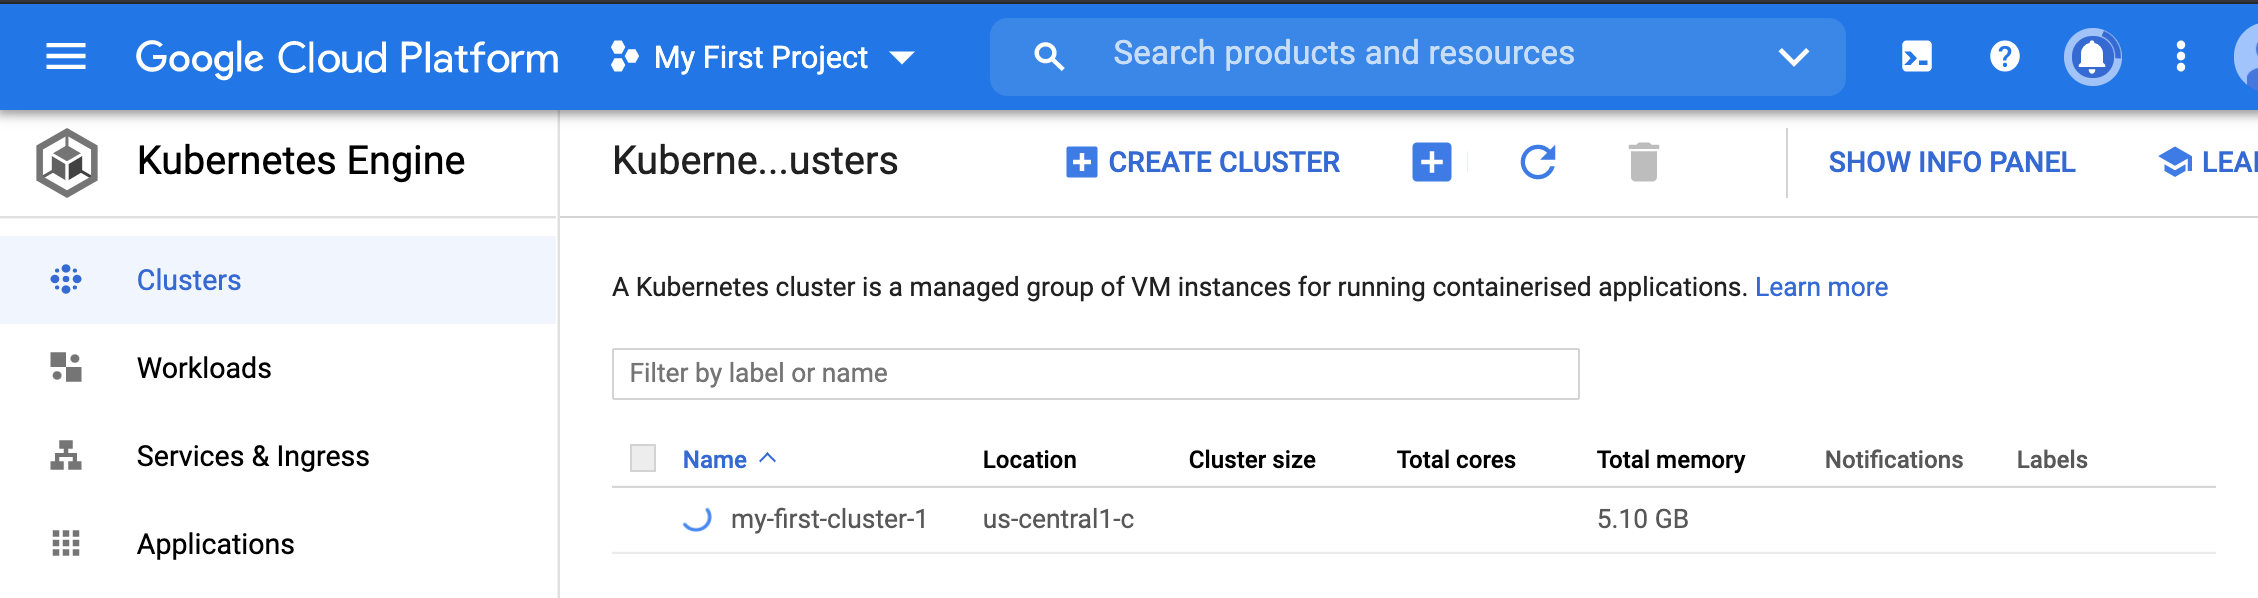 Google Cloud Platform My First Project Search products and resources
Kubernetes Engine Kuberne...usters CREATE CLUSTER SHOW INFO PANEL
Clusters
A Kubernetes cluster is a managed group of VM instances for running containerised applications. Learn more
Workloads
Filter by label or name
Services & Ingress
Name Location Cluster size Total cores Total memory Notifications Labels
my-first-cluster-1 us-central1-c 5.10 GB
Applications